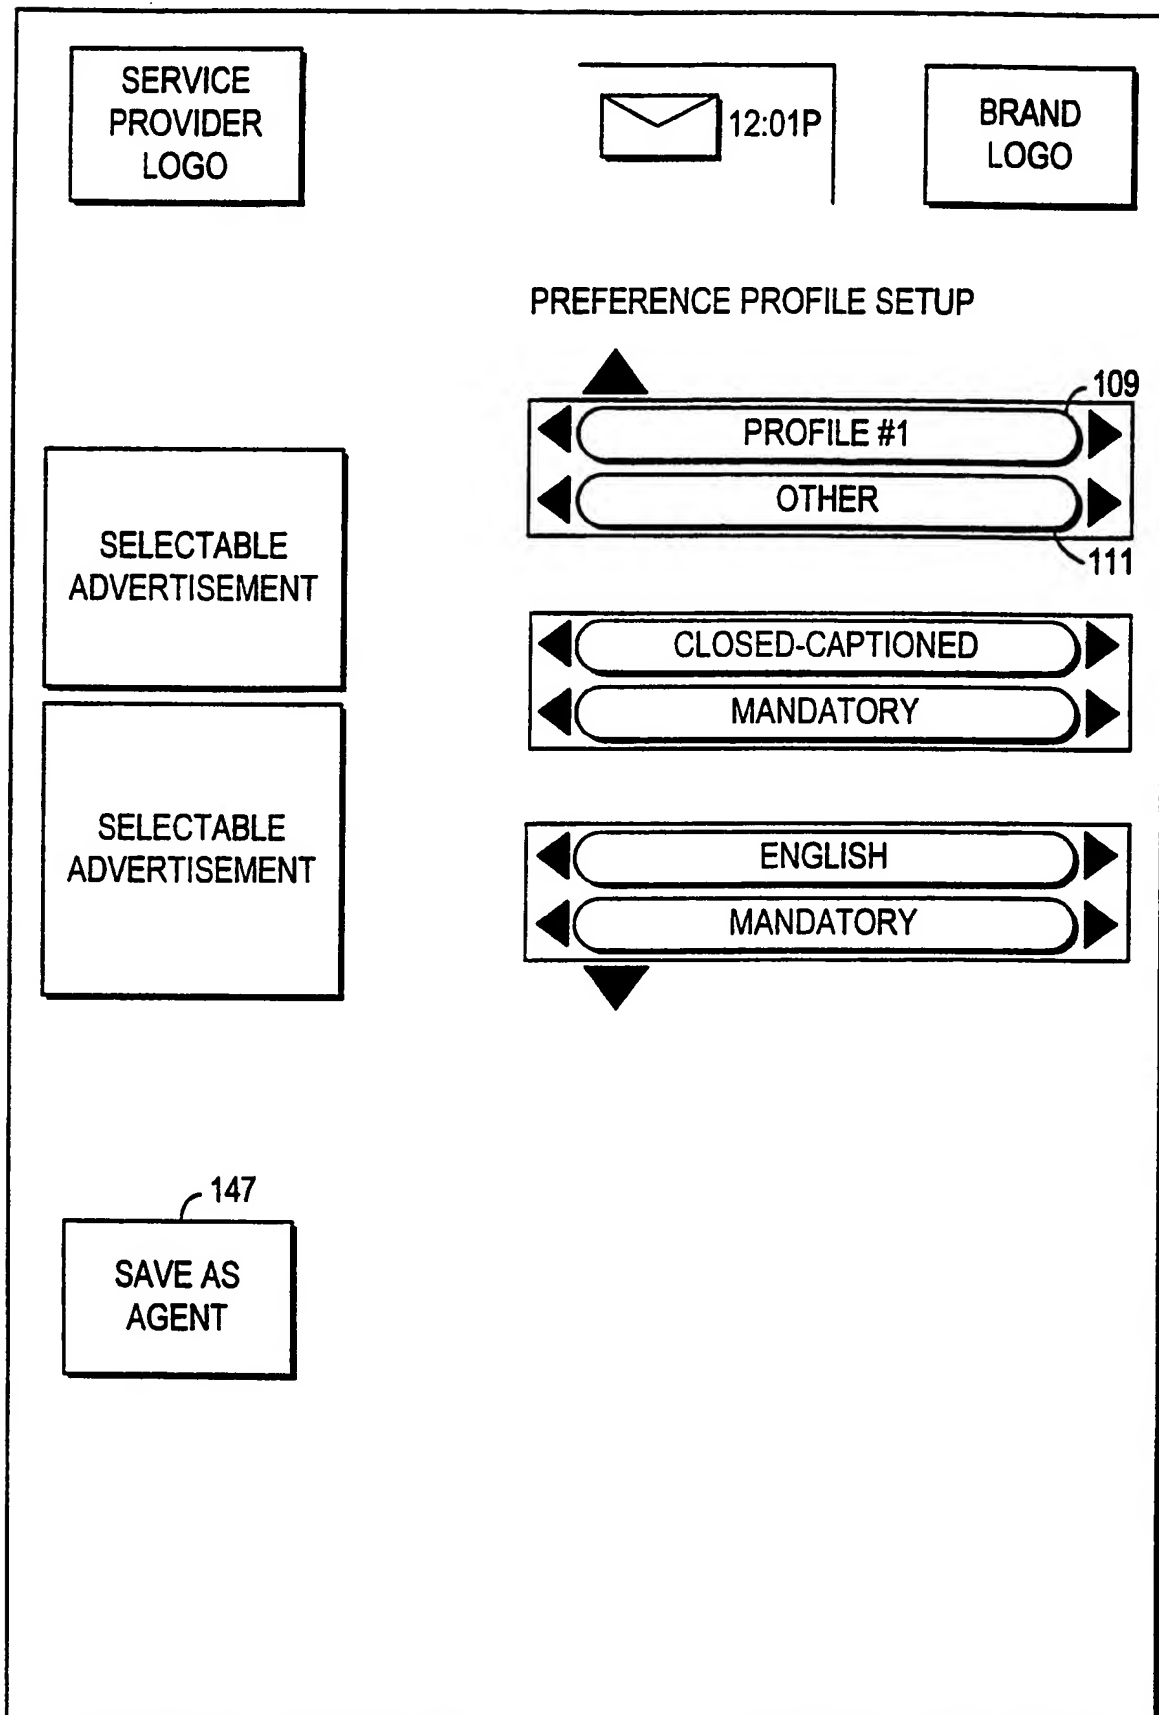 SERVICE
PROVIDER
LOGO
12:01P
BRAND
LOGO
PREFERENCE PROFILE SETUP
109
PROFILE #1
OTHER
111
CLOSED-CAPTIONED
MANDATORY
ENGLISH
MANDATORY
SELECTABLE
ADVERTISEMENT
SELECTABLE
ADVERTISEMENT
147
SAVE AS
AGENT